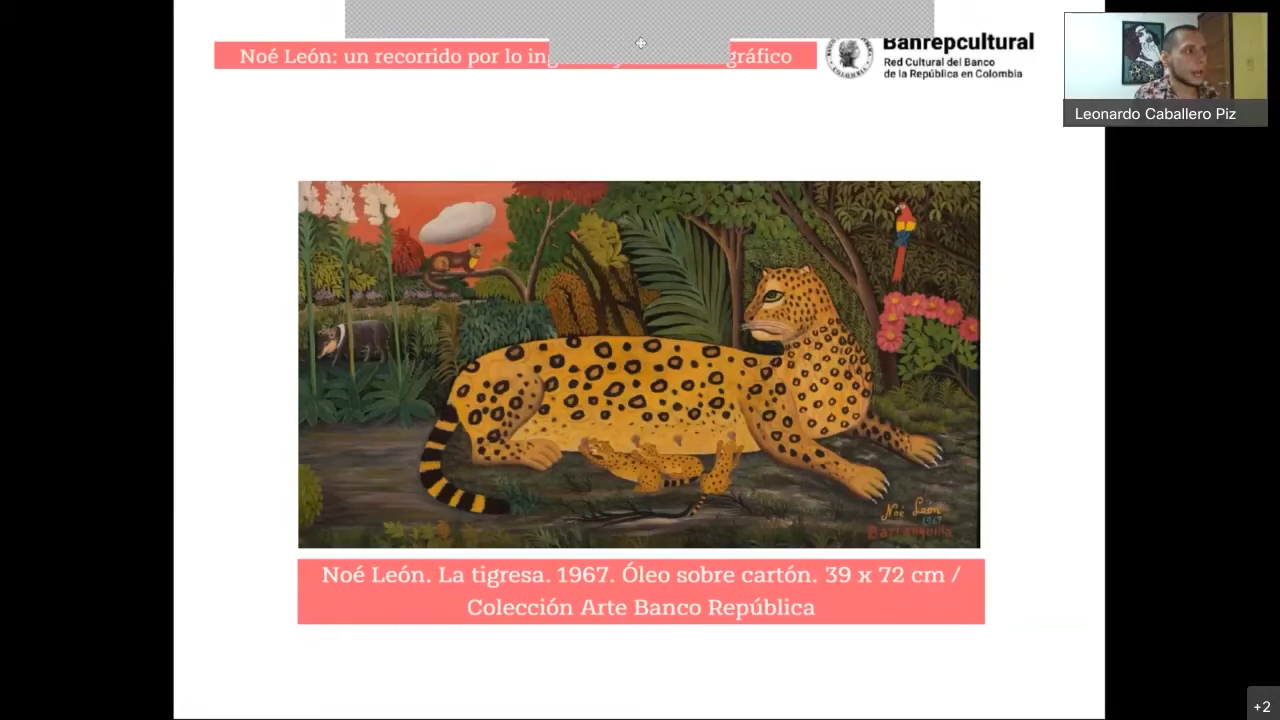 Noé León: un recorrido por lo
gráfico
Banrepcultural
Red Cultural del Banco
de la República en Colombia
Leonardo Caballero Piz
Noé León
1967
Barranquilla
Noé León. La tigresa. 1967. Óleo sobre cartón. 39 x 72 cm /
Colección Arte Banco República
+2